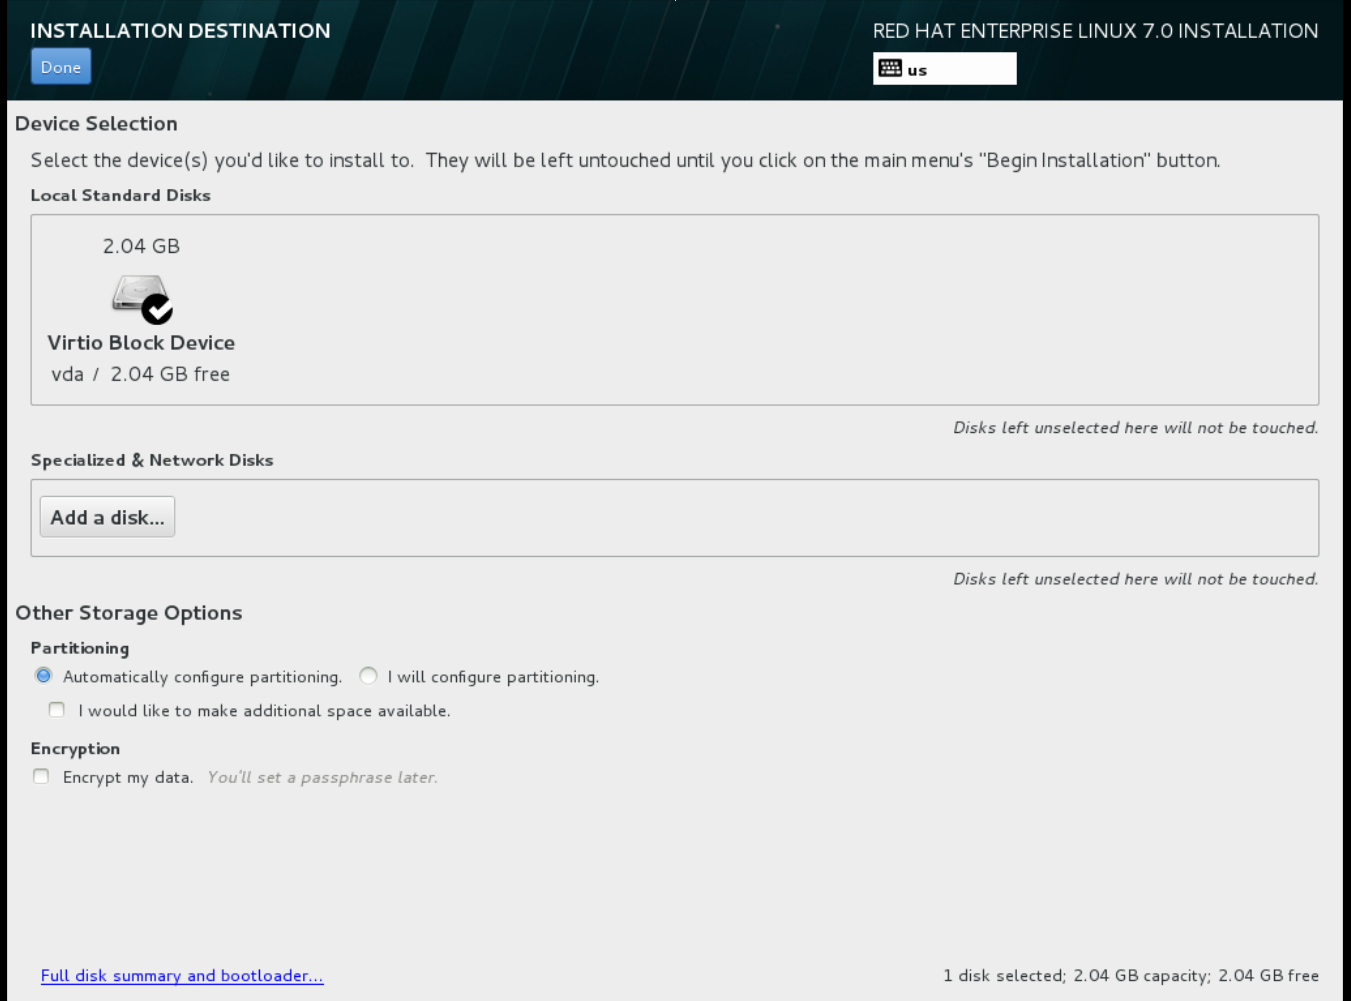 INSTALLATION DESTINATION
RED HAT ENTERPRISE LINUX 7.0 INSTALLATION
Done
us
Device Selection
Select the device(s) you'd like to install to.  They will be left untouched until you click on the main menu's "Begin Installation" button.
Local Standard Disks
2.04 GB
Virtio Block Device
vda / 2.04 GB free
Disks left unselected here will not be touched.
Specialized & Network Disks
Add a disk...
Disks left unselected here will not be touched.
Other Storage Options
Partitioning
Automatically configure partitioning. I will configure partitioning.
I would like to make additional space available.
Encryption
Encrypt my data. You'll set a passphrase later.
Full disk summary and bootloader...
1 disk selected; 2.04 GB capacity; 2.04 GB free